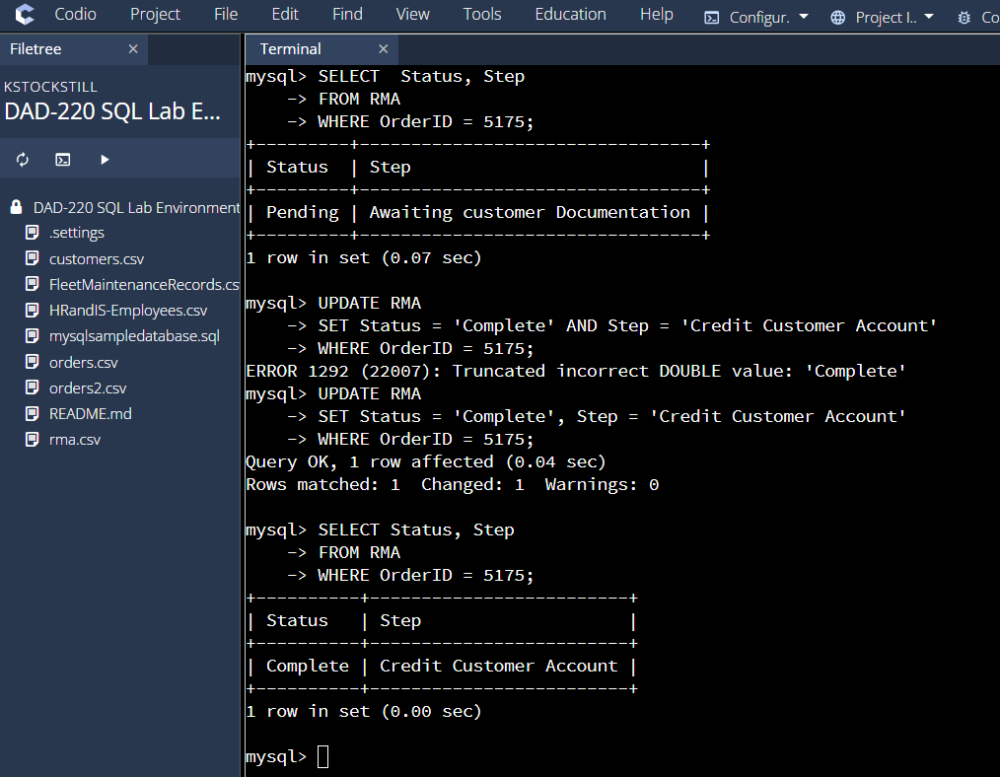 Codio Project File Edit Find View Tools Education Help Configur. Project I.. Co
Filetree ×
KSTOCKSTILL
DAD-220 SQL Lab E...
DAD-220 SQL Lab Environment
.settings
customers.csv
FleetMaintenanceRecords.cs
HRandIS-Employees.csv
mysqlsampledatabase.sql
orders.csv
orders2.csv
README.md
rma.csv
Terminal ×
mysql> SELECT  Status, Step
    -> FROM RMA
    -> WHERE OrderID = 5175;
+---------+---------------------------------+
| Status  | Step                            |
+---------+---------------------------------+
| Pending | Awaiting customer Documentation |
+---------+---------------------------------+
1 row in set (0.07 sec)
mysql> UPDATE RMA
    -> SET Status = 'Complete' AND Step = 'Credit Customer Account'
    -> WHERE OrderID = 5175;
ERROR 1292 (22007): Truncated incorrect DOUBLE value: 'Complete'
mysql> UPDATE RMA
    -> SET Status = 'Complete', Step = 'Credit Customer Account'
    -> WHERE OrderID = 5175;
Query OK, 1 row affected (0.04 sec)
Rows matched: 1  Changed: 1  Warnings: 0
mysql> SELECT Status, Step
    -> FROM RMA
    -> WHERE OrderID = 5175;
+----------+-------------------------+
| Status   | Step                    |
+----------+-------------------------+
| Complete | Credit Customer Account |
+----------+-------------------------+
1 row in set (0.00 sec)
mysql>